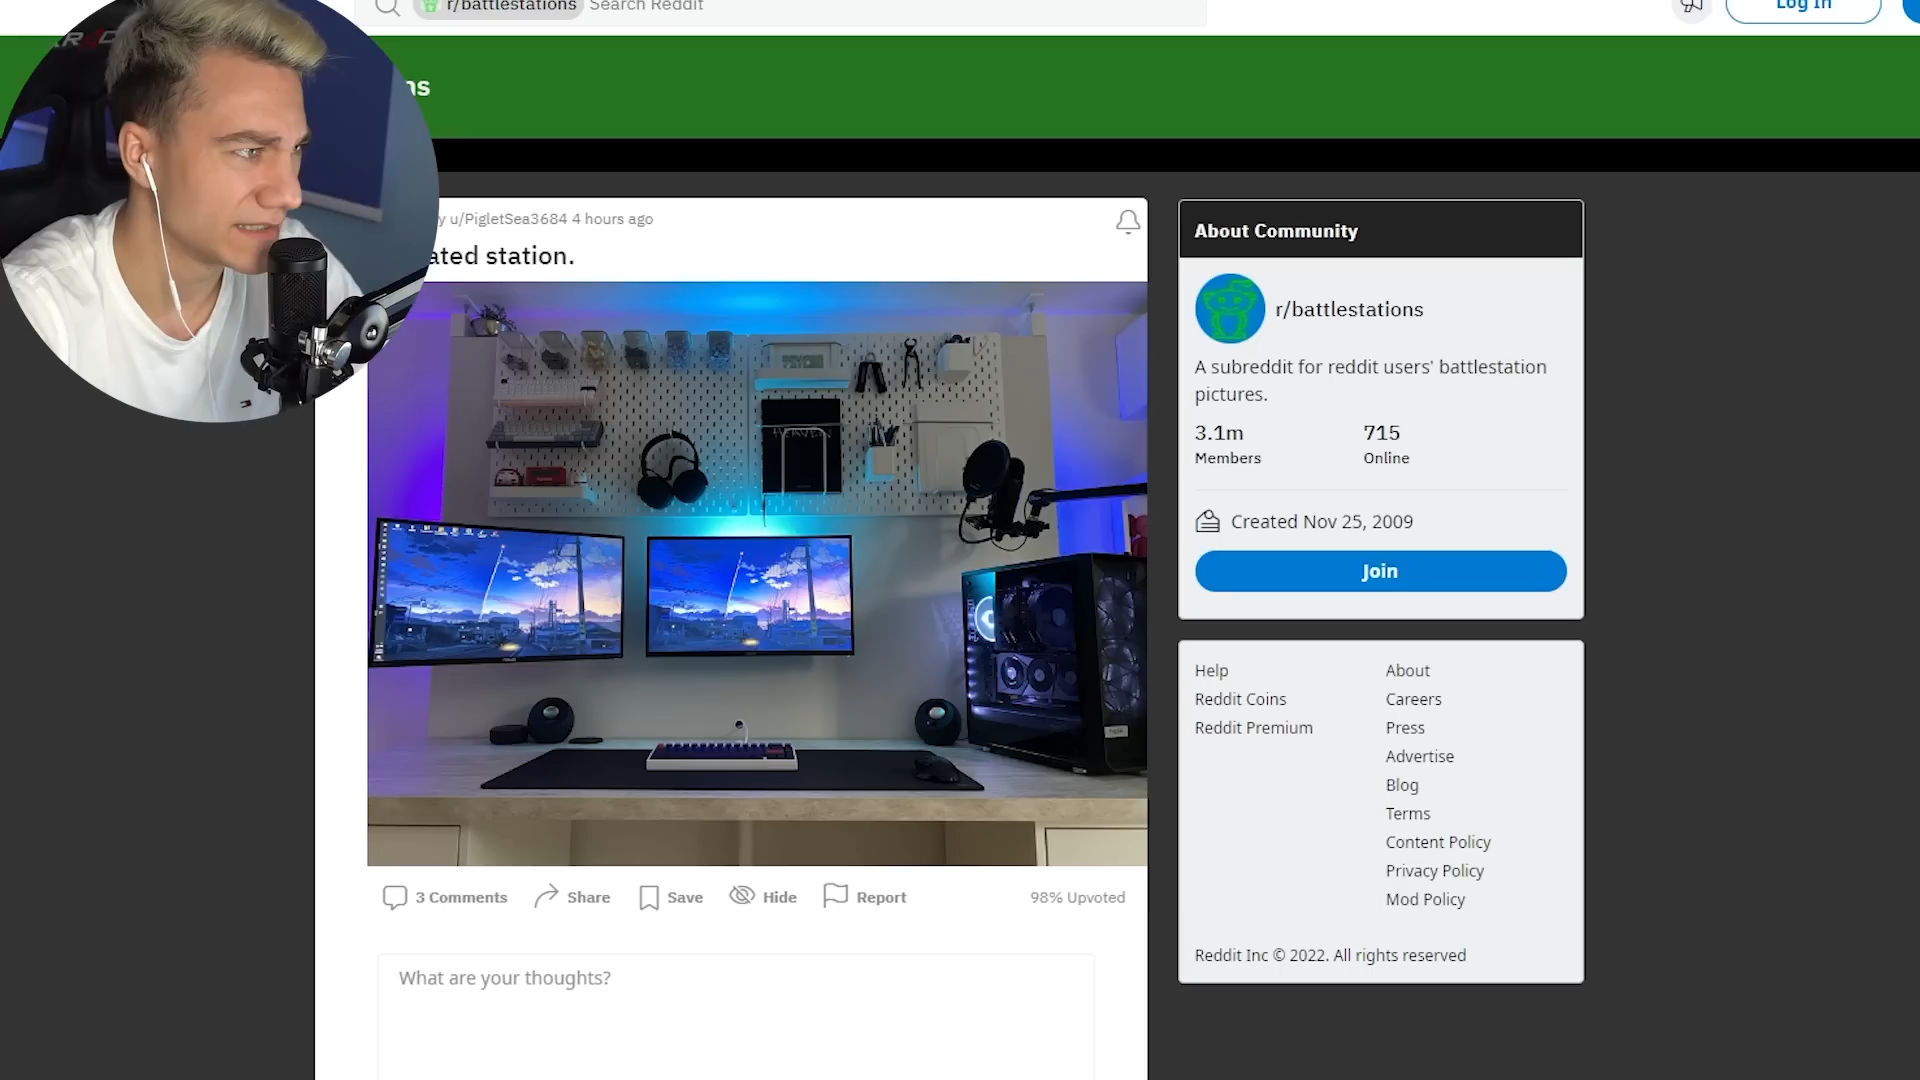 r/battlestations Search Reddit
Log In
ns
y u/PigletSea3684 4 hours ago
ated station.
HEAVEN
3 Comments
Share
Save
Hide
Report
98% Upvoted
What are your thoughts?
About Community
r/battlestations
A subreddit for reddit users' battlestation
pictures.
3.1m
Members
715
Online
Created Nov 25, 2009
Join
Help
Reddit Coins
Reddit Premium
About
Careers
Press
Advertise
Blog
Terms
Content Policy
Privacy Policy
Mod Policy
Reddit Inc © 2022. All rights reserved